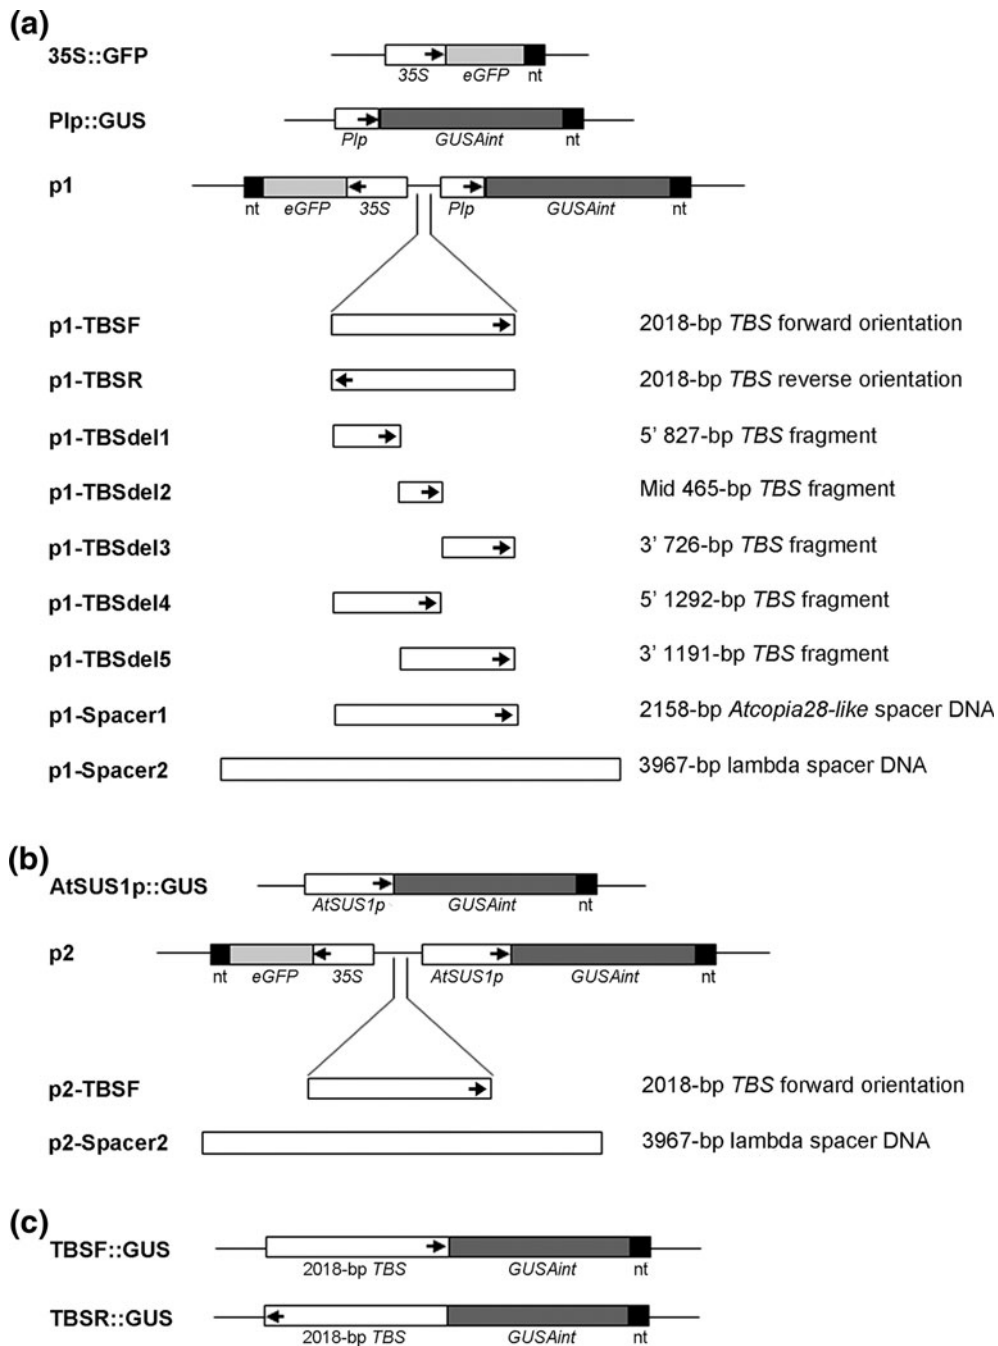 (a)
35S::GFP
35S eGFP nt
PIp::GUS
PIp GUSAint nt
p1
nt eGFP 35S PIp GUSAint nt
p1-TBSF 2018-bp TBS forward orientation
p1-TBSR 2018-bp TBS reverse orientation
p1-TBSdel1 5' 827-bp TBS fragment
p1-TBSdel2 Mid 465-bp TBS fragment
p1-TBSdel3 3' 726-bp TBS fragment
p1-TBSdel4 5' 1292-bp TBS fragment
p1-TBSdel5 3' 1191-bp TBS fragment
p1-Spacer1 2158-bp Atcopia28-like spacer DNA
p1-Spacer2 3967-bp lambda spacer DNA
(b)
AtSUS1p::GUS
AtSUS1p GUSAint nt
p2
nt eGFP 35S AtSUS1p GUSAint nt
p2-TBSF 2018-bp TBS forward orientation
p2-Spacer2 3967-bp lambda spacer DNA
(c)
TBSF::GUS
2018-bp TBS GUSAint nt
TBSR::GUS
2018-bp TBS GUSAint nt